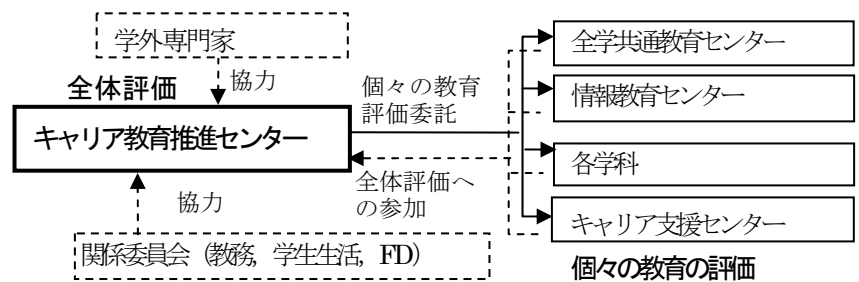 学外専門家
全体評価
協力
キャリア教育推進センター
個々の教育
評価委託
全体評価へ
の参加
協力
関係委員会（教務，学生生活，FD）
全学共通教育センター
情報教育センター
各学科
キャリア支援センター
個々の教育の評価